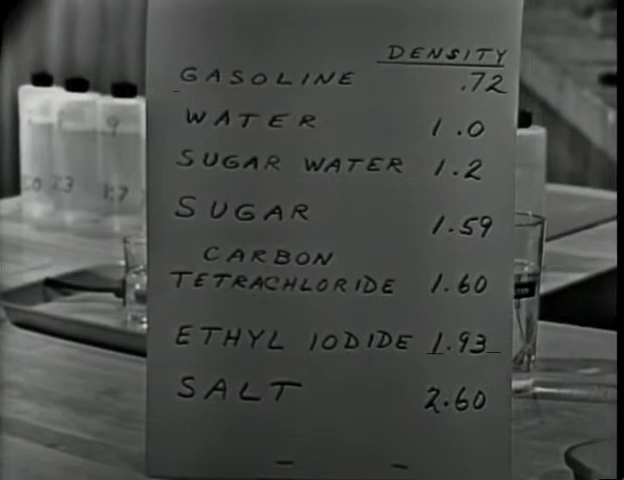 DENSITY
GASOLINE .72
WATER 1.0
SUGAR WATER 1.2
SUGAR 1.59
CARBON
TETRACHLORIDE 1.60
ETHYL IODIDE 1.93
SALT 2.60